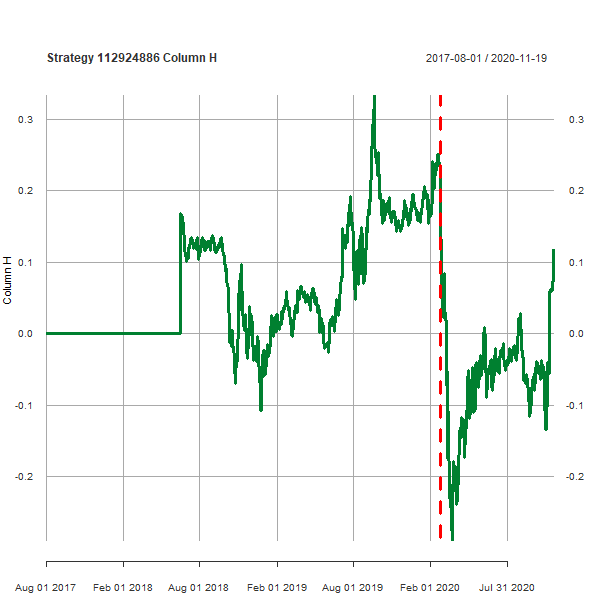 Strategy 112924886 Column H
2017-08-01 / 2020-11-19
0.3
0.3
0.2
0.2
0.1
0.1
0.0
0.0
-0.1
-0.1
-0.2
-0.2
Column H
Aug 01 2017
Feb 01 2018
Aug 01 2018
Feb 01 2019
Aug 01 2019
Feb 01 2020
Jul 31 2020